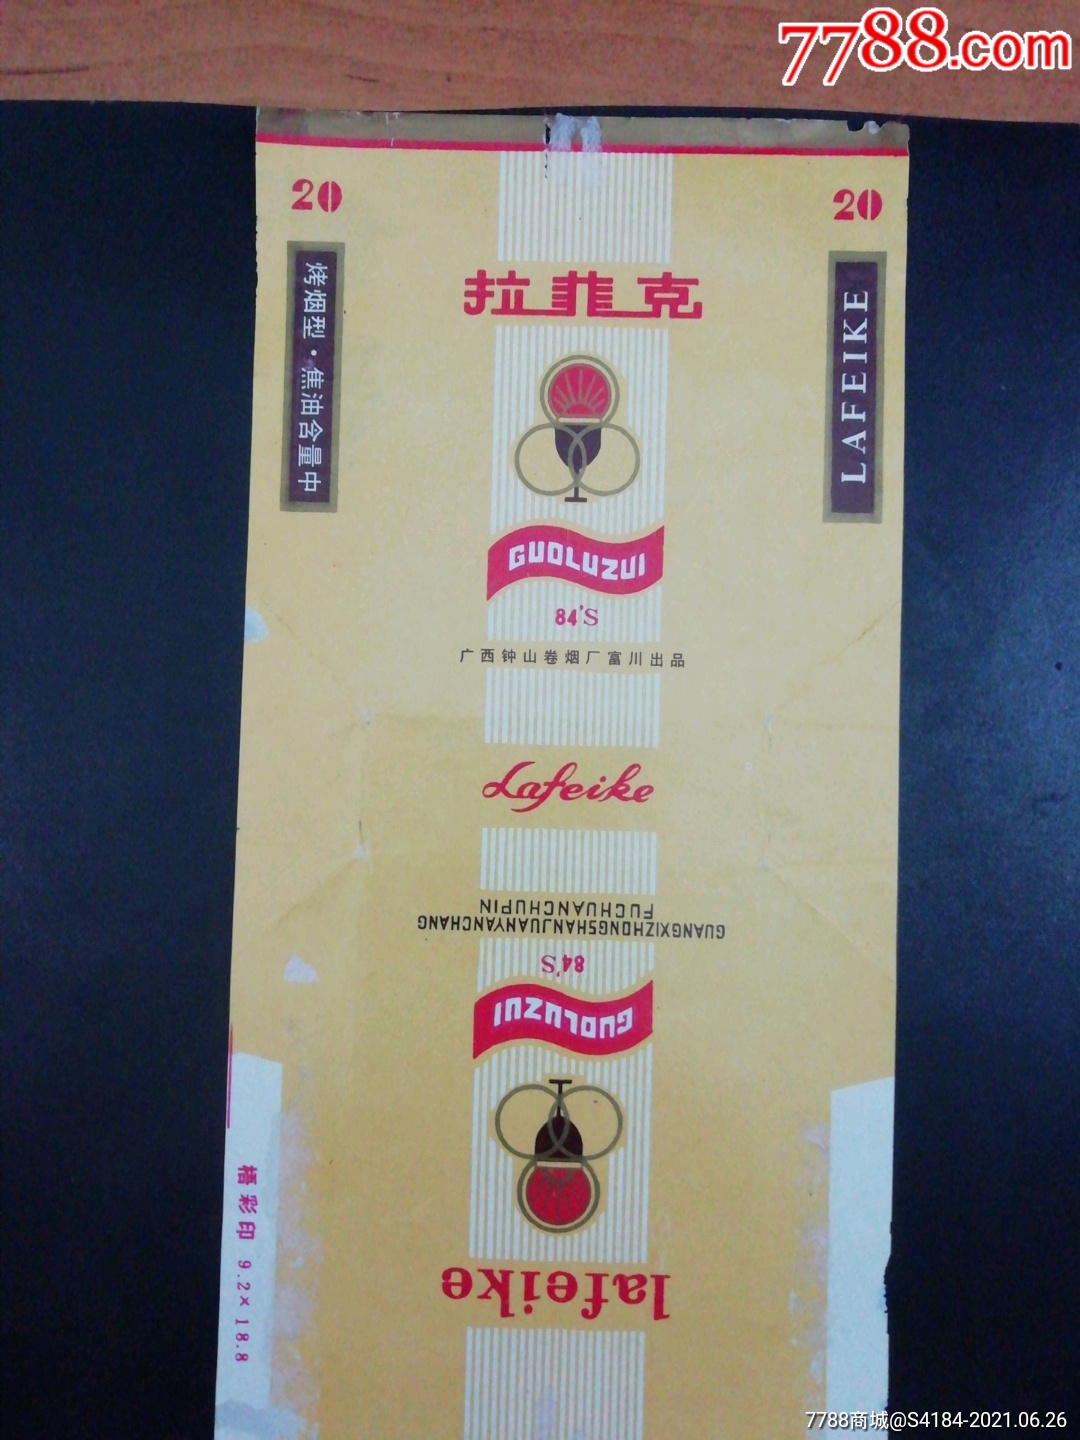 7788.com
20
20
烤烟型·焦油含量中
LAFEIKE
拉菲克
GUOLUZUI
84'S
广西钟山卷烟厂富川出品
Lafeike
GUANGXIZHONGSHANJUANYANCHANG
FUCHUANCHUPIN
84'S
GUOLUZUI
lafeike
梧彩印 9.2×18.8
7788商城@S4184-2021.06.26